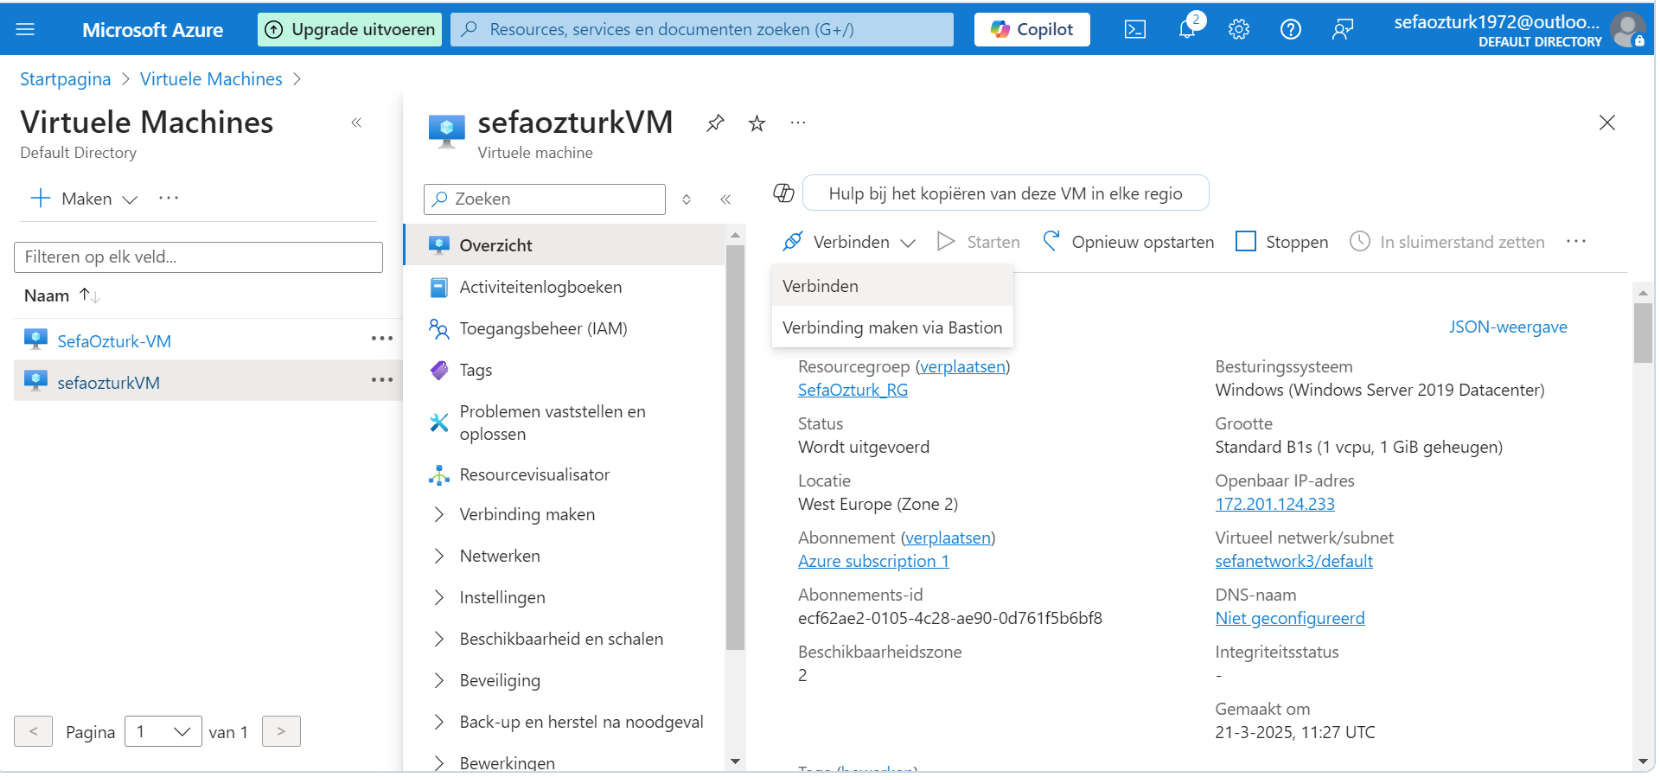 Microsoft Azure
Upgrade uitvoeren
Resources, services en documenten zoeken (G+/)
Copilot
2
sefaozturk1972@outloo...
DEFAULT DIRECTORY
Startpagina > Virtuele Machines >
Virtuele Machines
Default Directory
Maken
Filteren op elk veld...
Naam
SefaOzturk-VM
sefaozturkVM
< Pagina 1 van 1 >
sefaozturkVM
Virtuele machine
Zoeken
Overzicht
Activiteitenlogboeken
Toegangsbeheer (IAM)
Tags
Problemen vaststellen en
oplossen
Resourcevisualisator
Verbinding maken
Netwerken
Instellingen
Beschikbaarheid en schalen
Beveiliging
Back-up en herstel na noodgeval
Bewerkingen
Hulp bij het kopiëren van deze VM in elke regio
Verbinden
Starten
Opnieuw opstarten
Stoppen
In sluimerstand zetten
Verbinden
Verbinding maken via Bastion
JSON-weergave
Resourcegroep (verplaatsen)
SefaOzturk_RG
Status
Wordt uitgevoerd
Locatie
West Europe (Zone 2)
Abonnement (verplaatsen)
Azure subscription 1
Abonnements-id
ecf62ae2-0105-4c28-ae90-0d761f5b6bf8
Beschikbaarheidszone
2
Besturingssysteem
Windows (Windows Server 2019 Datacenter)
Grootte
Standard B1s (1 vcpu, 1 GiB geheugen)
Openbaar IP-adres
172.201.124.233
Virtueel netwerk/subnet
sefanetwork3/default
DNS-naam
Niet geconfigureerd
Integriteitsstatus
-
Gemaakt om
21-3-2025, 11:27 UTC
Tags (bewerken)